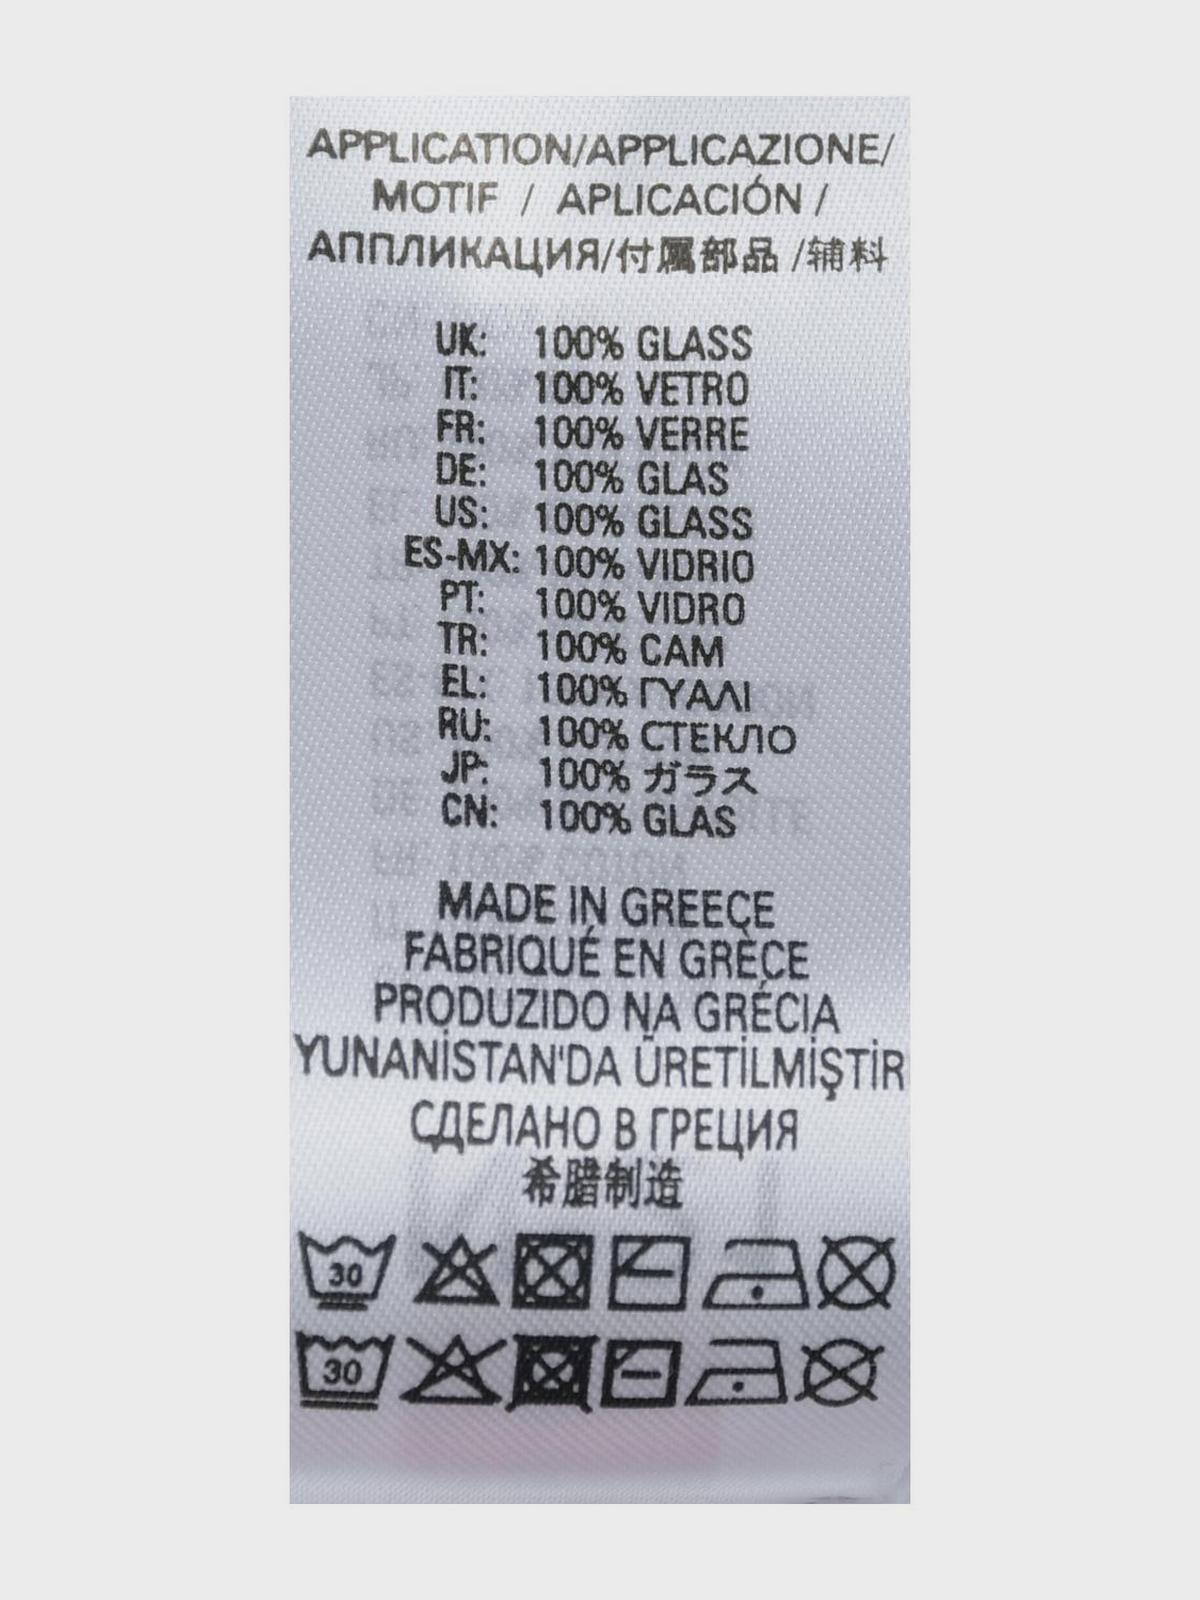 APPLICATION/APPLICAZIONE/
MOTIF / APLICACIÓN /
АППЛИКАЦИЯ/付属部品 /辅料
UK: 100% GLASS
IT: 100% VETRO
FR: 100% VERRE
DE: 100% GLAS
US: 100% GLASS
ES-MX: 100% VIDRIO
PT: 100% VIDRO
TR: 100% CAM
EL: 100% ΓΥΑΛΙ
RU: 100% СТЕКЛО
JP: 100% ガラス
CN: 100% GLAS
MADE IN GREECE
FABRIQUÉ EN GRÈCE
PRODUZIDO NA GRÉCIA
YUNANİSTAN'DA ÜRETİLMİŞTİR
СДЕЛАНО В ГРЕЦИЯ
希腊制造
30
30